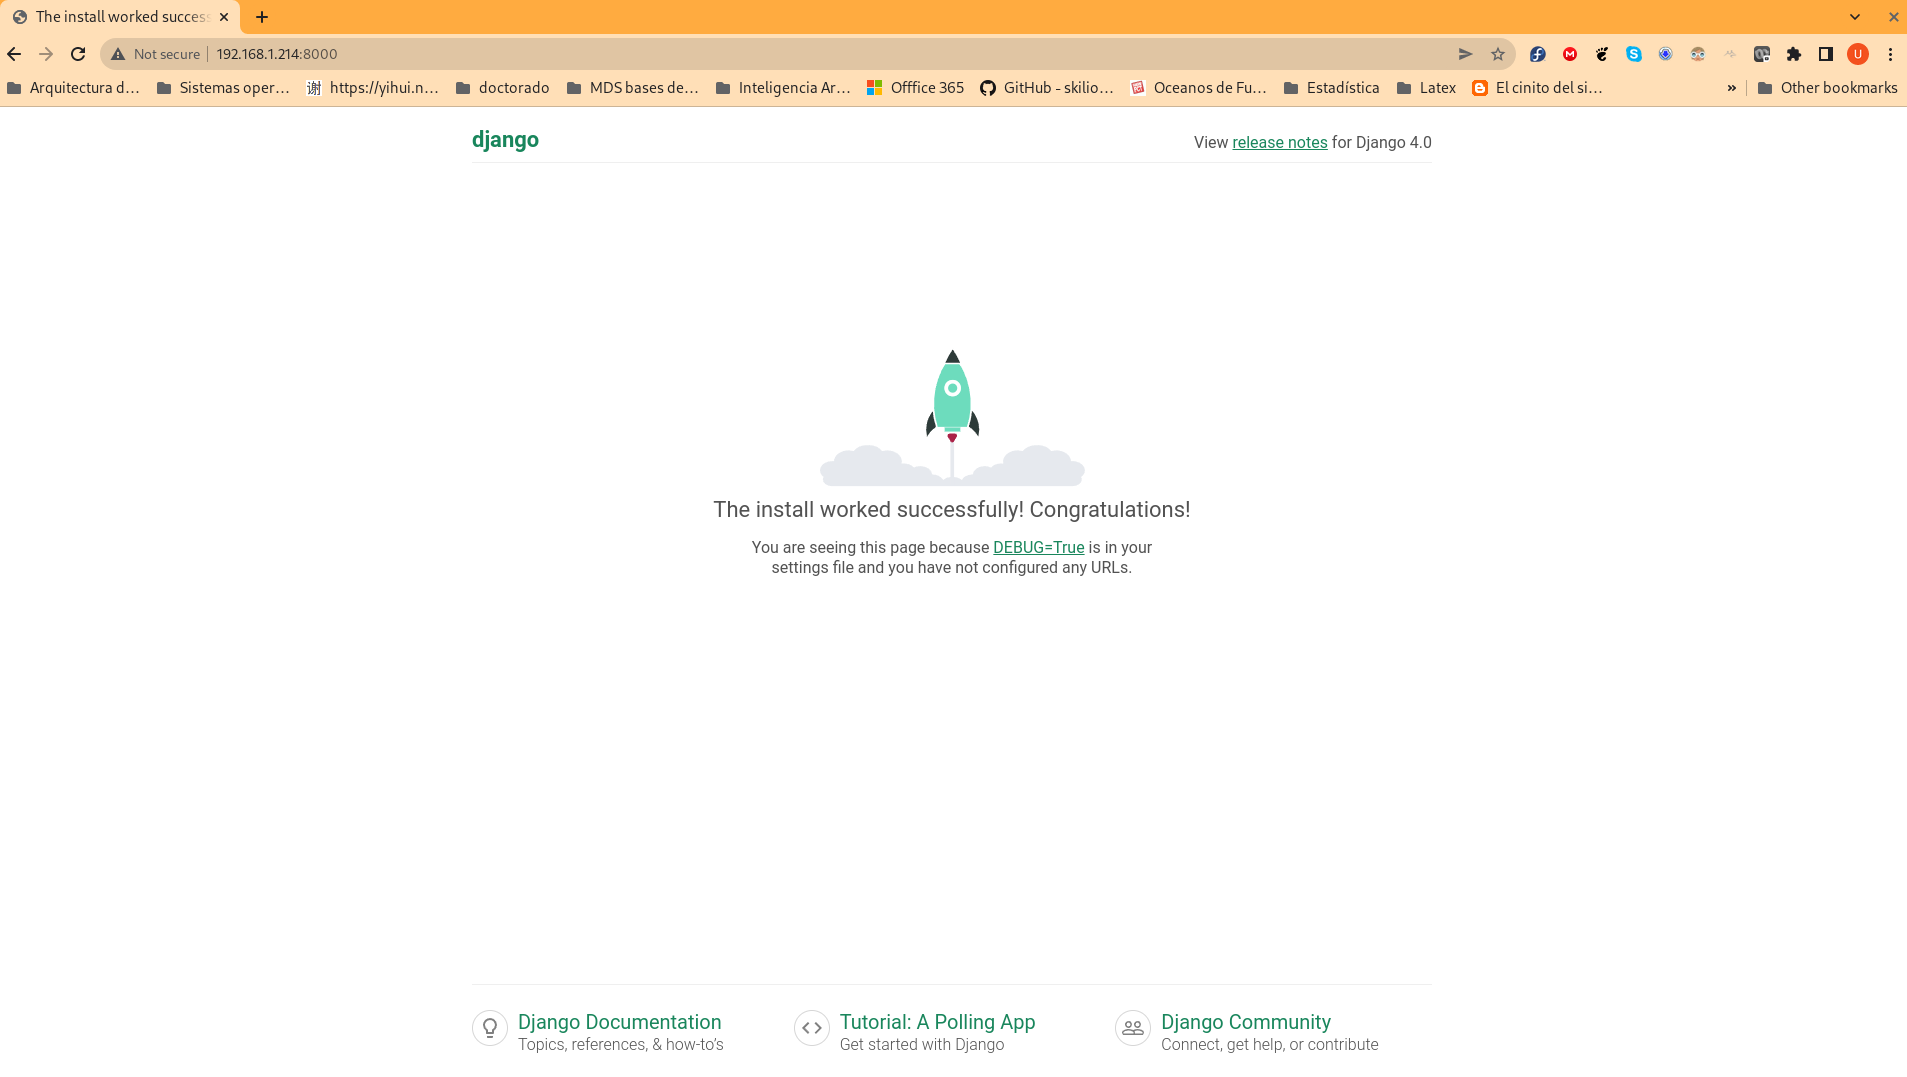 The install worked succes
Not secure 192.168.1.214:8000
Arquitectura d... Sistemas oper... https://yihui.n... doctorado MDS bases de... Inteligencia Ar... Offfice 365 GitHub - skilio... Oceanos de Fu... Estadística Latex El cinito del si... » Other bookmarks
django
View release notes for Django 4.0
The install worked successfully! Congratulations!
You are seeing this page because DEBUG=True is in your
settings file and you have not configured any URLs.
Django Documentation
Topics, references, & how-to’s
Tutorial: A Polling App
Get started with Django
Django Community
Connect, get help, or contribute